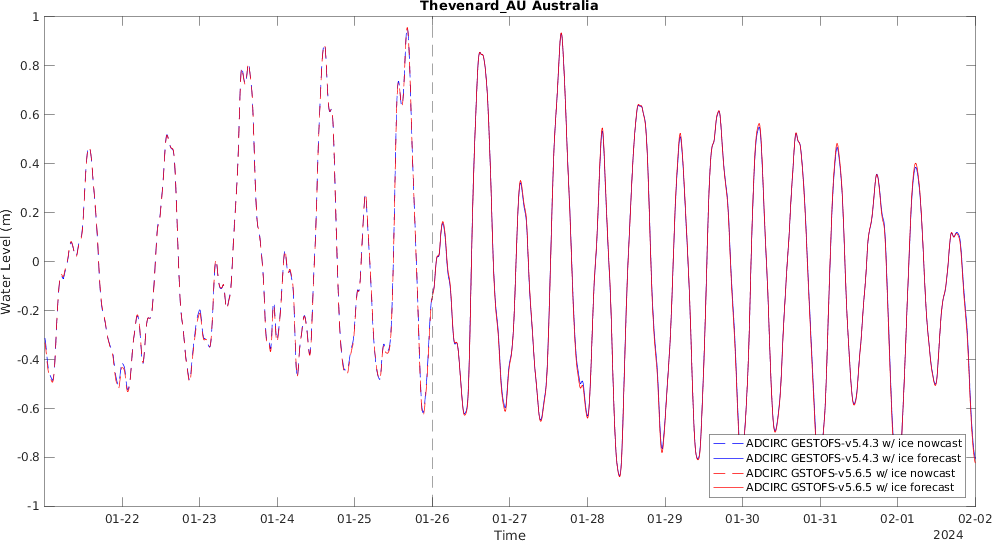 Thevenard_AU Australia
1
0.8
0.6
0.4
0.2
0
-0.2
-0.4
-0.6
-0.8
-1
Water Level (m)
ADCIRC GESTOFS-v5.4.3 w/ ice nowcast
ADCIRC GESTOFS-v5.4.3 w/ ice forecast
ADCIRC GSTOFS-v5.6.5 w/ ice nowcast
ADCIRC GSTOFS-v5.6.5 w/ ice forecast
01-22 01-23 01-24 01-25 01-26 01-27 01-28 01-29 01-30 01-31 02-01 02-02
Time
2024